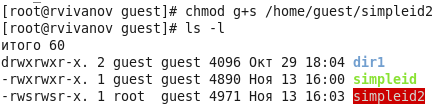 [root@rvivanov guest]# chmod g+s /home/guest/simpleid2
[root@rvivanov guest]# ls -l
итого 60
drwxrwxr-x. 2 guest guest 4096 Окт 29 18:04 dir1
-rwxrwxr-x. 1 guest guest 4890 Ноя 13 16:00 simpleid
-rwsrwsr-x. 1 root  guest 4971 Ноя 13 16:03 simpleid2